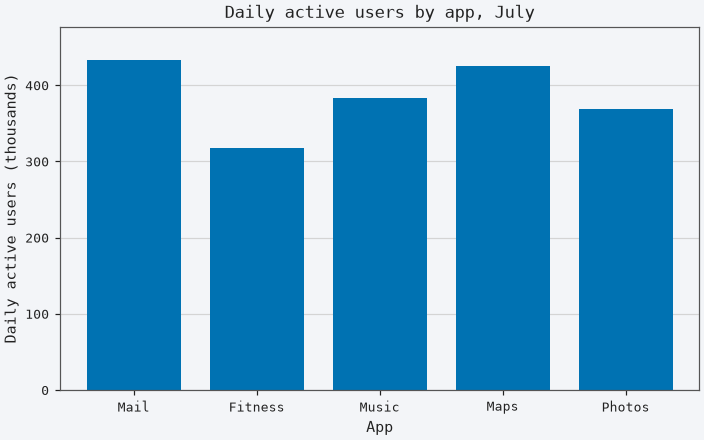 Daily active users by app, July
Daily active users (thousands)
400
300
200
100
0
Mail Fitness Music Maps Photos
App